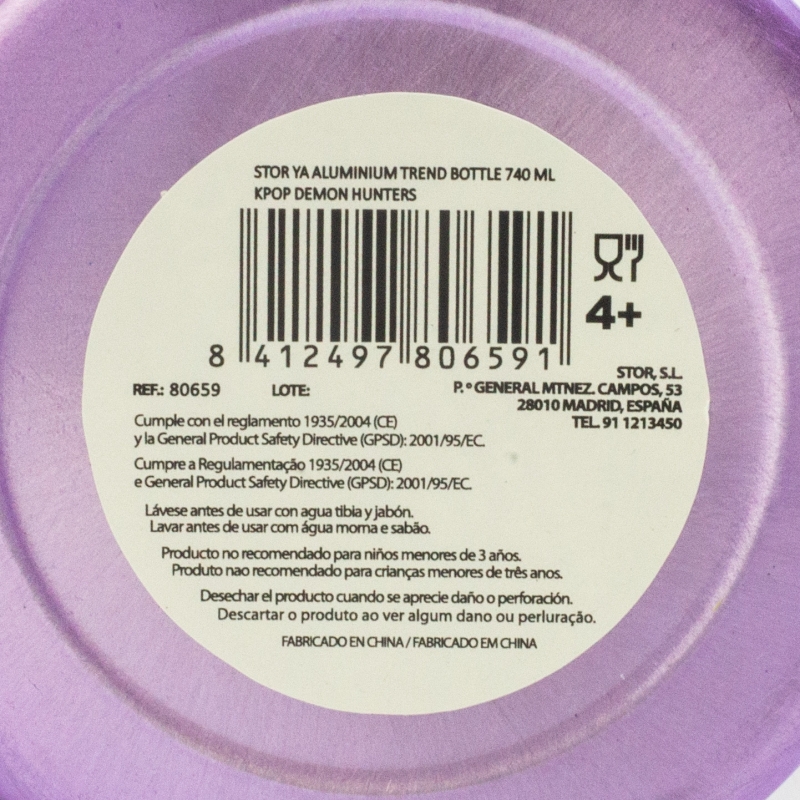 STOR YA ALUMINIUM TREND BOTTLE 740 ML
KPOP DEMON HUNTERS
4+
8 412497 806591
STOR, S.L.
REF.: 80659 LOTE: P.º GENERAL MTNEZ. CAMPOS, 53
28010 MADRID, ESPAÑA
TEL. 91 1213450
Cumple con el reglamento 1935/2004 (CE)
y la General Product Safety Directive (GPSD): 2001/95/EC.
Cumpre a Regulamentação 1935/2004 (CE)
e General Product Safety Directive (GPSD): 2001/95/EC.
Lávese antes de usar con agua tibia y jabón.
Lavar antes de usar com água morna e sabão.
Producto no recomendado para niños menores de 3 años.
Produto nao recomendado para crianças menores de três anos.
Desechar el producto cuando se aprecie daño o perforación.
Descartar o produto ao ver algum dano ou perluração.
FABRICADO EN CHINA / FABRICADO EM CHINA